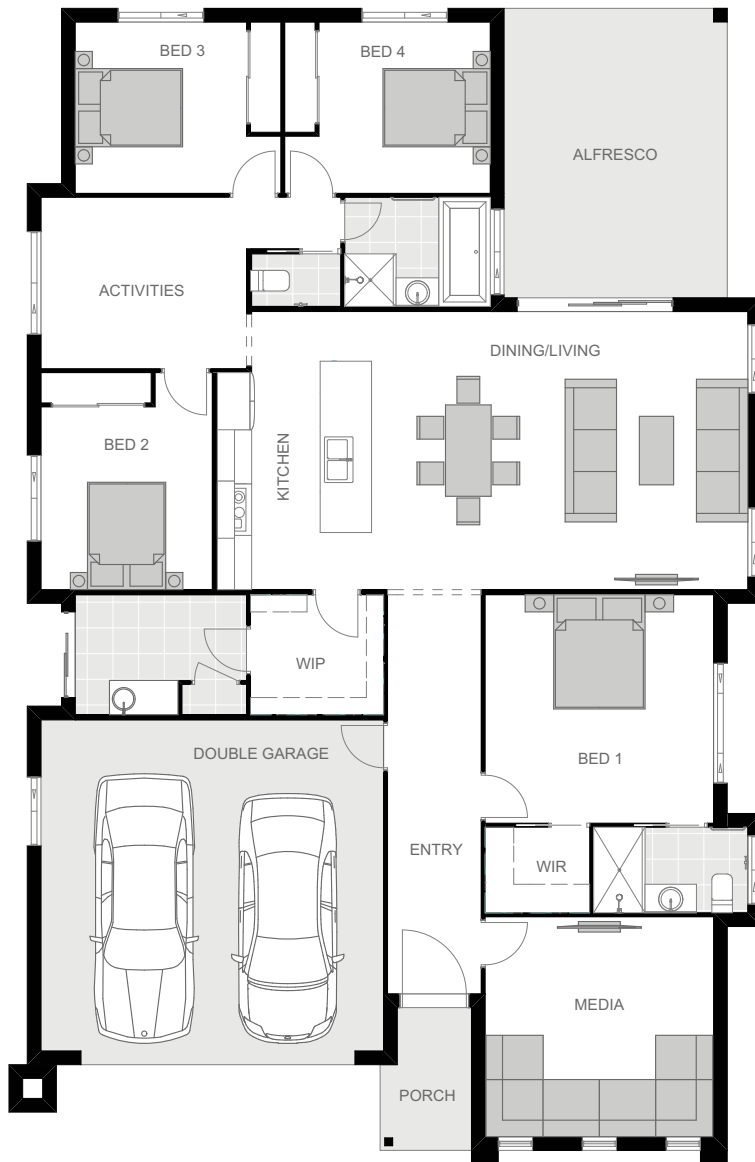 BED 3
BED 4
ALFRESCO
ACTIVITIES
DINING/LIVING
BED 2
KITCHEN
WIP
DOUBLE GARAGE
BED 1
ENTRY
WIR
MEDIA
PORCH